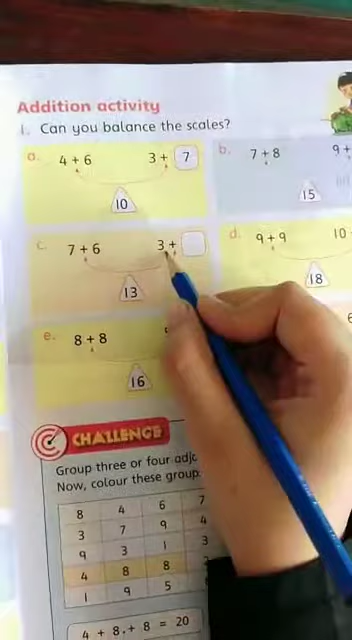 Addition activity
1. Can you balance the scales?
a. 4 + 6 3 + 7
10
b. 7 + 8 9 +
15
c. 7 + 6 3 +
13
d. 9 + 9 10
18
e. 8 + 8
16
CHALLENGE
Group three or four adj
Now, colour these group
8 4 6 7
3 7 9 4
9 3 1 3
4 8 8
1 9 5
4 + 8 + 8 = 20